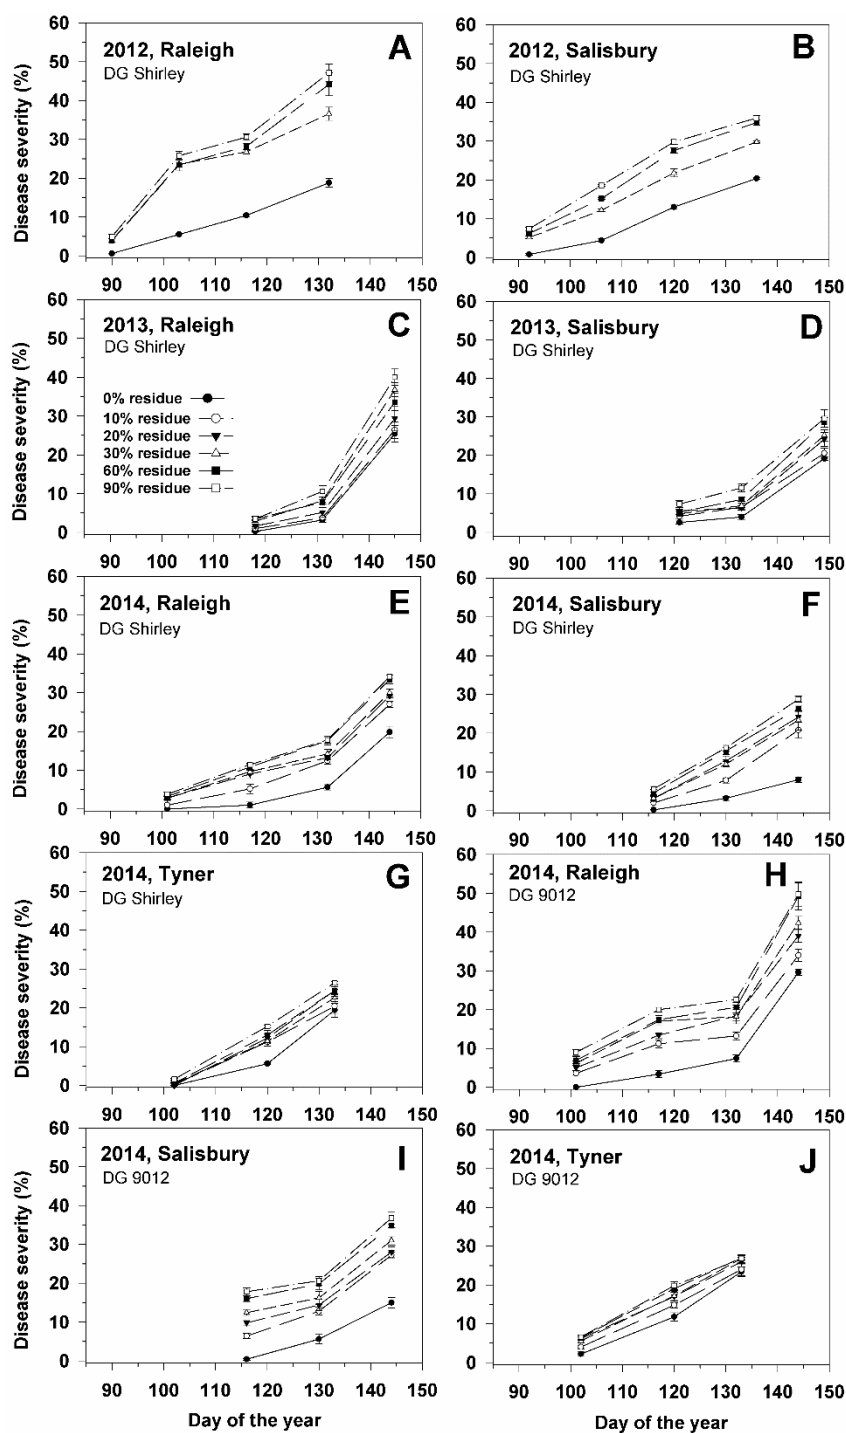 60
50
40
30
20
10
0
Disease severity (%)
2012, Raleigh
DG Shirley
A
90 100 110 120 130 140 150
60
50
40
30
20
10
0
2012, Salisbury
DG Shirley
B
90 100 110 120 130 140 150
60
50
40
30
20
10
0
Disease severity (%)
2013, Raleigh
DG Shirley
C
0% residue
10% residue
20% residue
30% residue
60% residue
90% residue
90 100 110 120 130 140 150
60
50
40
30
20
10
0
2013, Salisbury
DG Shirley
D
90 100 110 120 130 140 150
60
50
40
30
20
10
0
Disease severity (%)
2014, Raleigh
DG Shirley
E
90 100 110 120 130 140 150
60
50
40
30
20
10
0
2014, Salisbury
DG Shirley
F
90 100 110 120 130 140 150
60
50
40
30
20
10
0
Disease severity (%)
2014, Tyner
DG Shirley
G
90 100 110 120 130 140 150
60
50
40
30
20
10
0
2014, Raleigh
DG 9012
H
90 100 110 120 130 140 150
60
50
40
30
20
10
0
Disease severity (%)
2014, Salisbury
DG 9012
I
90 100 110 120 130 140 150
Day of the year
60
50
40
30
20
10
0
2014, Tyner
DG 9012
J
90 100 110 120 130 140 150
Day of the year